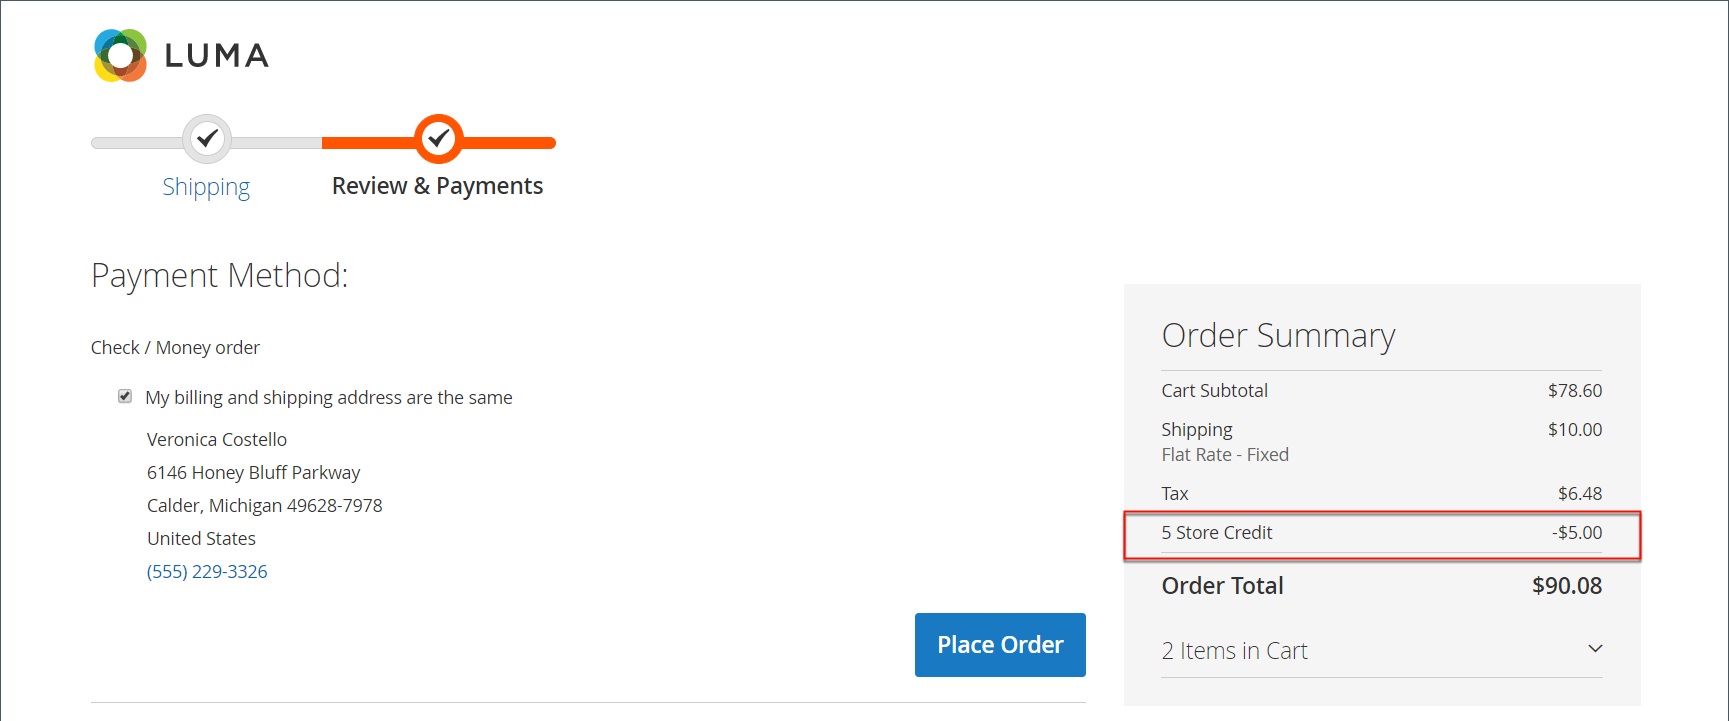 LUMA
Shipping
Review & Payments
Payment Method:
Check / Money order
My billing and shipping address are the same
Veronica Costello
6146 Honey Bluff Parkway
Calder, Michigan 49628-7978
United States
(555) 229-3326
Place Order
Order Summary
Cart Subtotal $78.60
Shipping $10.00
Flat Rate - Fixed
Tax $6.48
5 Store Credit -$5.00
Order Total $90.08
2 Items in Cart